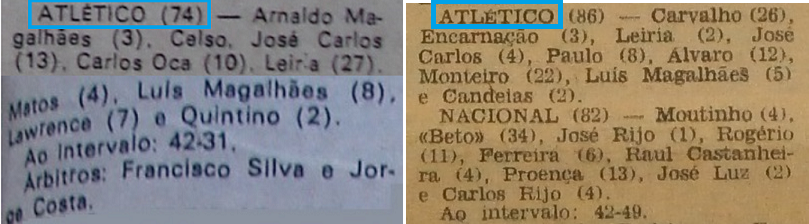 ATLÉTICO (74) — Arnaldo Ma-
galhães (3), Celso, José Carlos
(13), Carlos Oca (10), Leiria (27),
Matos (4), Luís Magalhães (8),
Lawrence (7) e Quintino (2).
Ao intervalo: 42-31.
Árbitros: Francisco Silva e Jor-
ge Costa.
ATLÉTICO (86) — Carvalho (26),
Encarnação (3), Leiria (2), José
Carlos (4), Paulo (8), Álvaro (12),
Monteiro (22), Luís Magalhães (5)
e Candeias (2).
NACIONAL (82) — Moutinho (4),
«Beto» (34), José Rijo (1), Rogério
(11), Ferreira (6), Raul Castanhei-
ra (4), Proença (13), José Luz (2)
e Carlos Rijo (4).
Ao intervalo: 42-49.